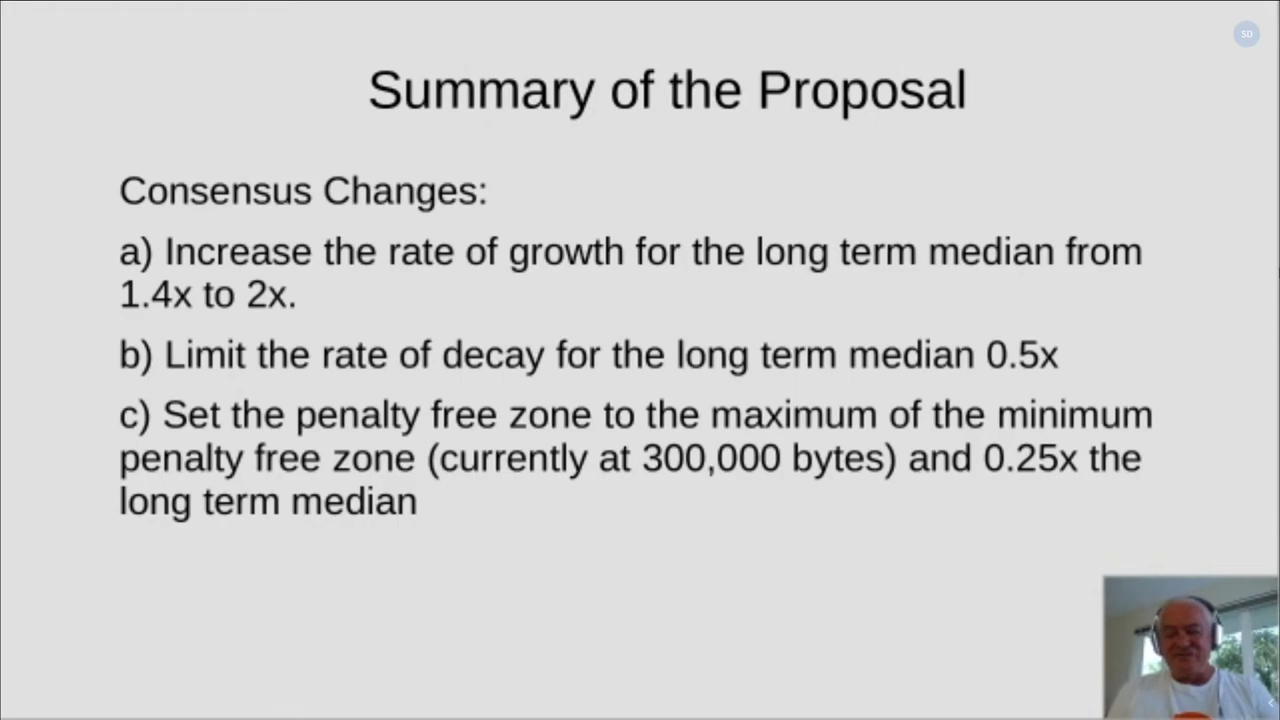 SD
Summary of the Proposal
Consensus Changes:
a) Increase the rate of growth for the long term median from
1.4x to 2x.
b) Limit the rate of decay for the long term median 0.5x
c) Set the penalty free zone to the maximum of the minimum
penalty free zone (currently at 300,000 bytes) and 0.25x the
long term median